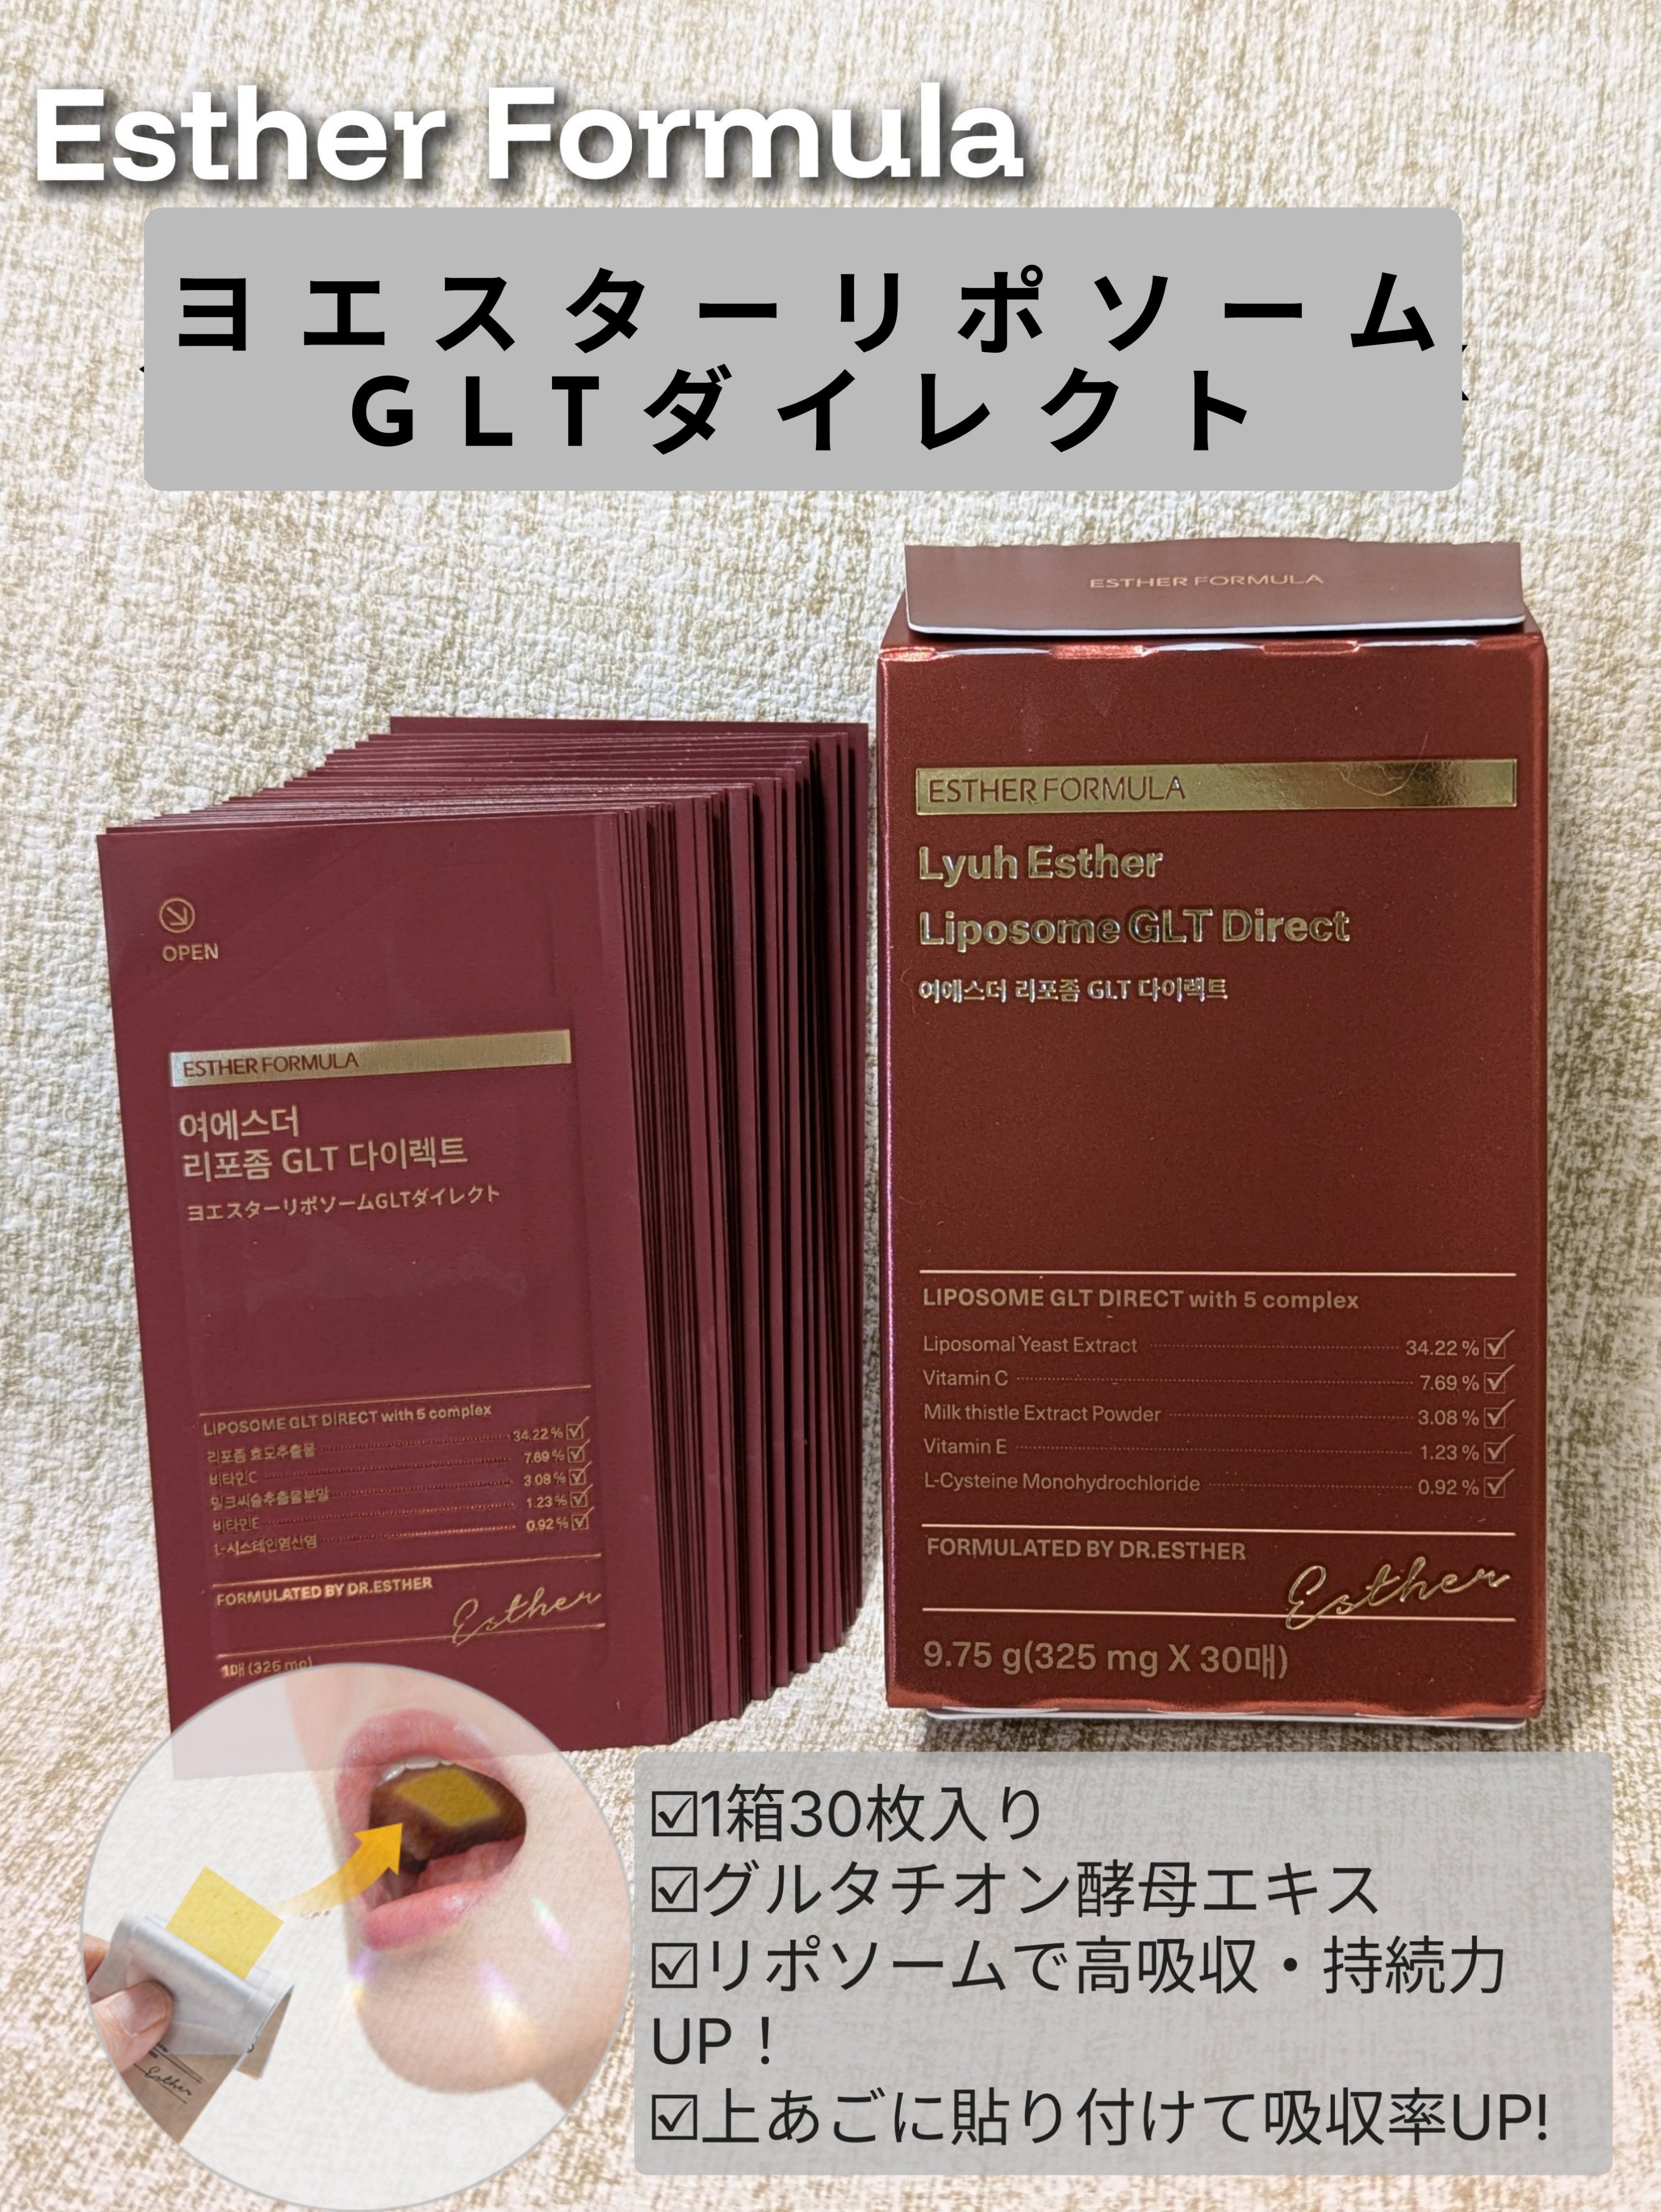 Esther Formula
ヨエスターリポソーム
GLTダイレクト
ESTHER FORMULA
ESTHER FORMULA
Lyuh Esther
Liposome GLT Direct
여에스더 리포좀 GLT 다이렉트
LIPOSOME GLT DIRECT with 5 complex
Liposomal Yeast Extract 34.22 %
Vitamin C 7.69 %
Milk thistle Extract Powder 3.08 %
Vitamin E 1.23 %
L-Cysteine Monohydrochloride 0.92 %
FORMULATED BY DR.ESTHER
Esther
9.75 g(325 mg X 30매)
OPEN
ESTHER FORMULA
여에스더
리포좀 GLT 다이렉트
ヨエスターリポソームGLTダイレクト
LIPOSOME GLT DIRECT with 5 complex
리포좀 효모추출물 34.22 %
비타민C 7.69 %
밀크씨슬추출물분말 3.08 %
비타민E 1.23 %
L-시스테인염산염 0.92 %
FORMULATED BY DR.ESTHER
Esther
1매 (325 mg)
Esther
☑1箱30枚入り
☑グルタチオン酵母エキス
☑リポソームで高吸収・持続力
UP！
☑上あごに貼り付けて吸収率UP!